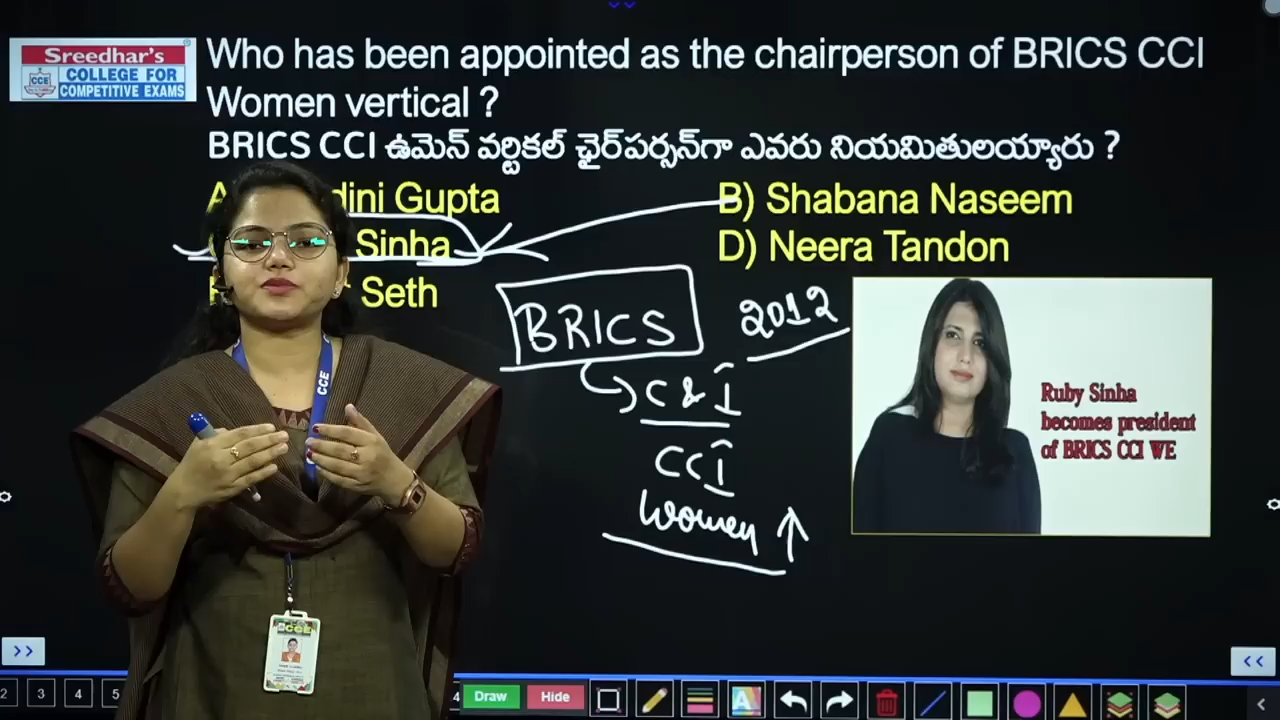 Sreedhar's
CCE
COLLEGE FOR
COMPETITIVE EXAMS
Who has been appointed as the chairperson of BRICS CCI
Women vertical ?
BRICS CCI ఉమెన్ వర్టికల్ ఛైర్‌పర్సన్‌గా ఎవరు నియమితులయ్యారు ?
dini Gupta
B) Shabana Naseem
Sinha
D) Neera Tandon
Seth
BRICS
2012
C & I
CCI
Women ↑
Ruby Sinha
becomes president
of BRICS CCI WE
CCE
CCE
>>
<<
2 3 4 5
4 Draw Hide
A
<